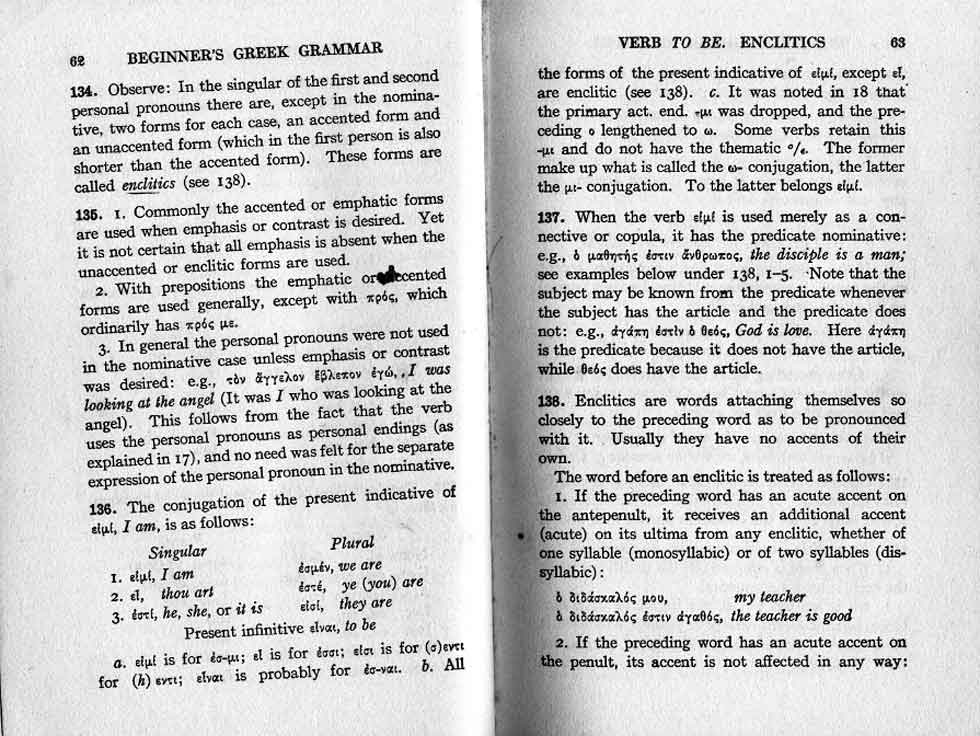 62 BEGINNER'S GREEK GRAMMAR
134. Observe: In the singular of the first and second
personal pronouns there are, except in the nomina-
tive, two forms for each case, an accented form and
an unaccented form (which in the first person is also
shorter than the accented form). These forms are
called enclitics (see 138).
135. 1. Commonly the accented or emphatic forms
are used when emphasis or contrast is desired. Yet
it is not certain that all emphasis is absent when the
unaccented or enclitic forms are used.
2. With prepositions the emphatic or
forms are used generally, except with πρός, which
ordinarily has πρός με.
3. In general the personal pronouns were not used
in the nominative case unless emphasis or contrast
was desired: e.g., τὸν ἄγγελον ἔβλεπον ἐγώ, I was
looking at the angel (It was I who was looking at the
angel). This follows from the fact that the verb
uses the personal pronouns as personal endings (as
explained in 17), and no need was felt for the separate
expression of the personal pronoun in the nominative.
136. The conjugation of the present indicative of
εἰμί, I am, is as follows:
Singular Plural
1. εἰμί, I am ἐσμέν, we are
2. εἶ, thou art ἐστέ, ye (you) are
3. ἐστί, he, she, or it is εἰσί, they are
Present infinitive εἶναι, to be
a. εἰμί is for ἐσ-μι; εἶ is for ἐσσι; εἰσι is for (σ)εντι
for (h) εντι; εἶναι is probably for ἐσ-ναι. b. All
VERB TO BE. ENCLITICS 63
the forms of the present indicative of εἰμί, except εἶ,
are enclitic (see 138). c. It was noted in 18 that
the primary act. end. -μι was dropped, and the pre-
ceding ο lengthened to ω. Some verbs retain this
-μι and do not have the thematic ο/ε. The former
make up what is called the ω- conjugation, the latter
the μι- conjugation. To the latter belongs εἰμί.
137. When the verb εἰμί is used merely as a con-
nective or copula, it has the predicate nominative:
e.g., ὁ μαθητής ἐστιν ἄνθρωπος, the disciple is a man;
see examples below under 138, 1–5. Note that the
subject may be known from the predicate whenever
the subject has the article and the predicate does
not: e.g., ἀγάπη ἐστὶν ὁ θεός, God is love. Here ἀγάπη
is the predicate because it does not have the article,
while θεός does have the article.
138. Enclitics are words attaching themselves so
closely to the preceding word as to be pronounced
with it. Usually they have no accents of their
own.
The word before an enclitic is treated as follows:
1. If the preceding word has an acute accent on
the antepenult, it receives an additional accent
(acute) on its ultima from any enclitic, whether of
one syllable (monosyllabic) or of two syllables (dis-
syllabic):
ὁ διδάσκαλός μου, my teacher
ὁ διδάσκαλός ἐστιν ἀγαθός, the teacher is good
2. If the preceding word has an acute accent on
the penult, its accent is not affected in any way: